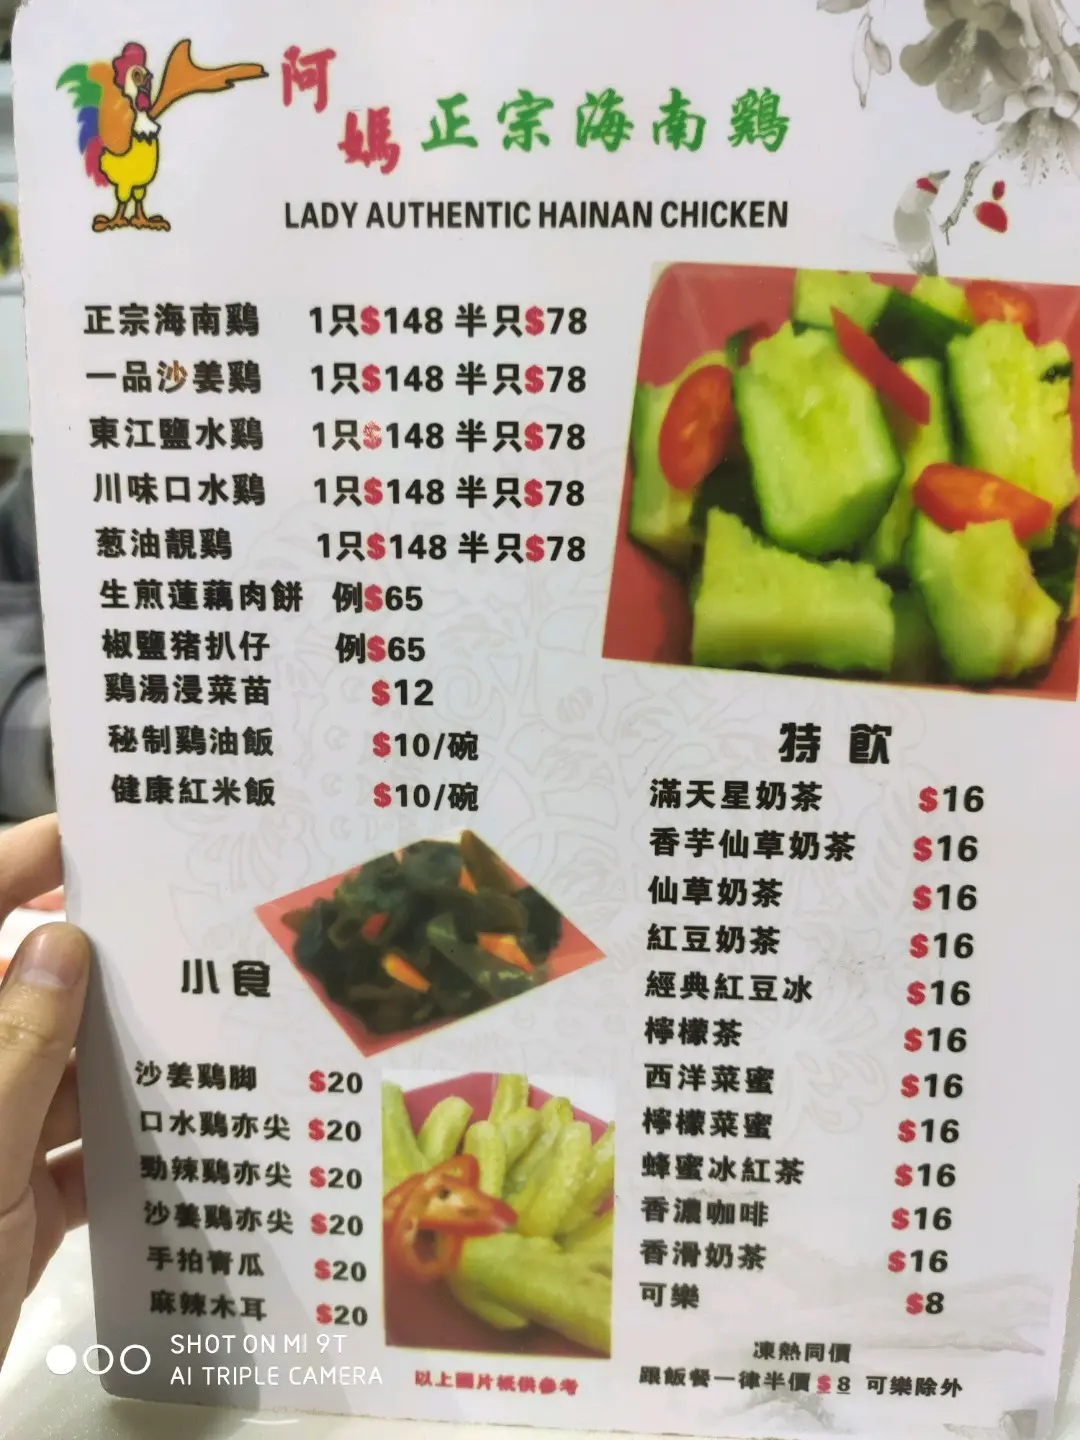 阿媽正宗海南鷄
LADY AUTHENTIC HAINAN CHICKEN
正宗海南鷄 1只$148 半只$78
一品沙姜鷄 1只$148 半只$78
東江鹽水鷄 1只$148 半只$78
川味口水鷄 1只$148 半只$78
葱油靚鷄 1只$148 半只$78
生煎蓮藕肉餅 例$65
椒鹽猪扒仔 例$65
鷄湯浸菜苗 $12
秘制鷄油飯 $10/碗
健康紅米飯 $10/碗
小食
沙姜鷄脚 $20
口水鷄亦尖 $20
勁辣鷄亦尖 $20
沙姜鷄亦尖 $20
手拍青瓜 $20
麻辣木耳 $20
特飲
滿天星奶茶 $16
香芋仙草奶茶 $16
仙草奶茶 $16
紅豆奶茶 $16
經典紅豆冰 $16
檸檬茶 $16
西洋菜蜜 $16
檸檬菜蜜 $16
蜂蜜冰紅茶 $16
香濃咖啡 $16
香滑奶茶 $16
可樂 $8
凍熱同價
跟飯餐一律半價$8 可樂除外
以上圖片祇供參考
SHOT ON MI 9T
AI TRIPLE CAMERA